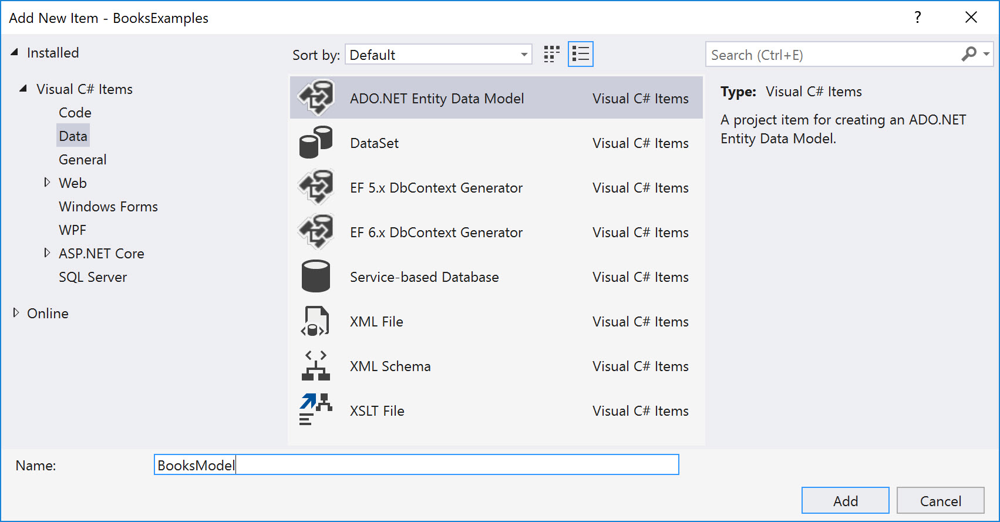 Add New Item - BooksExamples
?
Installed
Visual C# Items
Code
Data
General
Web
Windows Forms
WPF
ASP.NET Core
SQL Server
Online
Sort by: Default
ADO.NET Entity Data Model Visual C# Items
DataSet Visual C# Items
EF 5.x DbContext Generator Visual C# Items
EF 6.x DbContext Generator Visual C# Items
Service-based Database Visual C# Items
XML File Visual C# Items
XML Schema Visual C# Items
XSLT File Visual C# Items
Search (Ctrl+E)
Type: Visual C# Items
A project item for creating an ADO.NET
Entity Data Model.
Name: BooksModel
Add Cancel